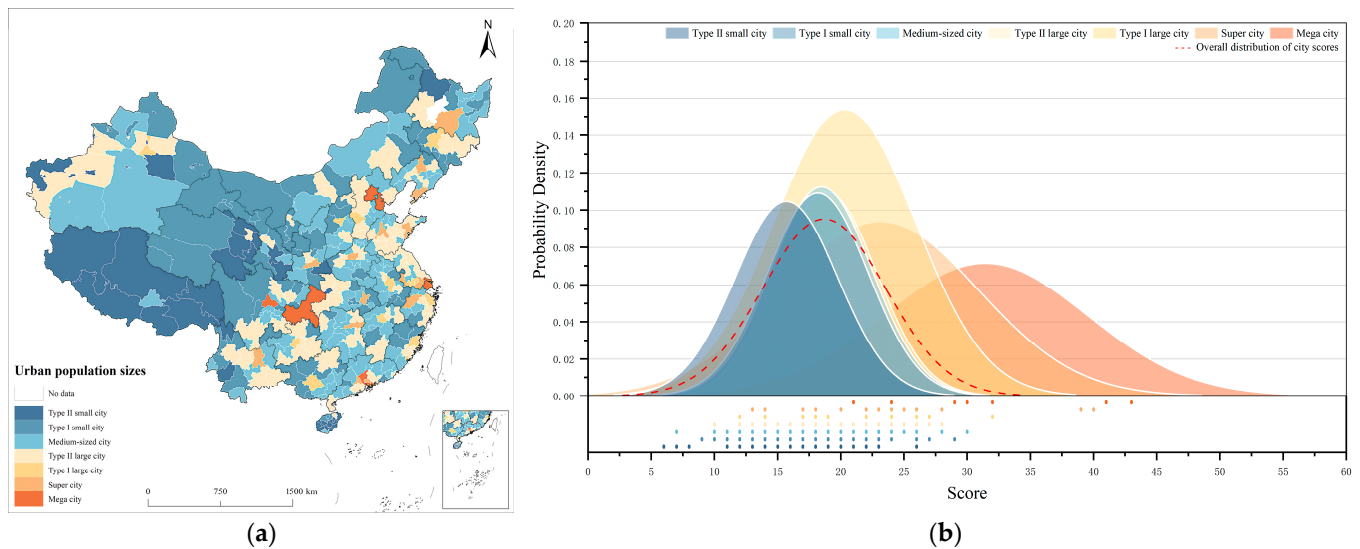 N
Urban population sizes
No data
Type II small city
Type I small city
Medium-sized city
Type II large city
Type I large city
Super city
Mega city
0 750 1500 km
(a)
Type II small city Type I small city Medium-sized city Type II large city Type I large city Super city Mega city
Overall distribution of city scores
Probability Density
0.20
0.18
0.16
0.14
0.12
0.10
0.08
0.06
0.04
0.02
0.00
0 5 10 15 20 25 30 35 40 45 50 55 60
Score
(b)